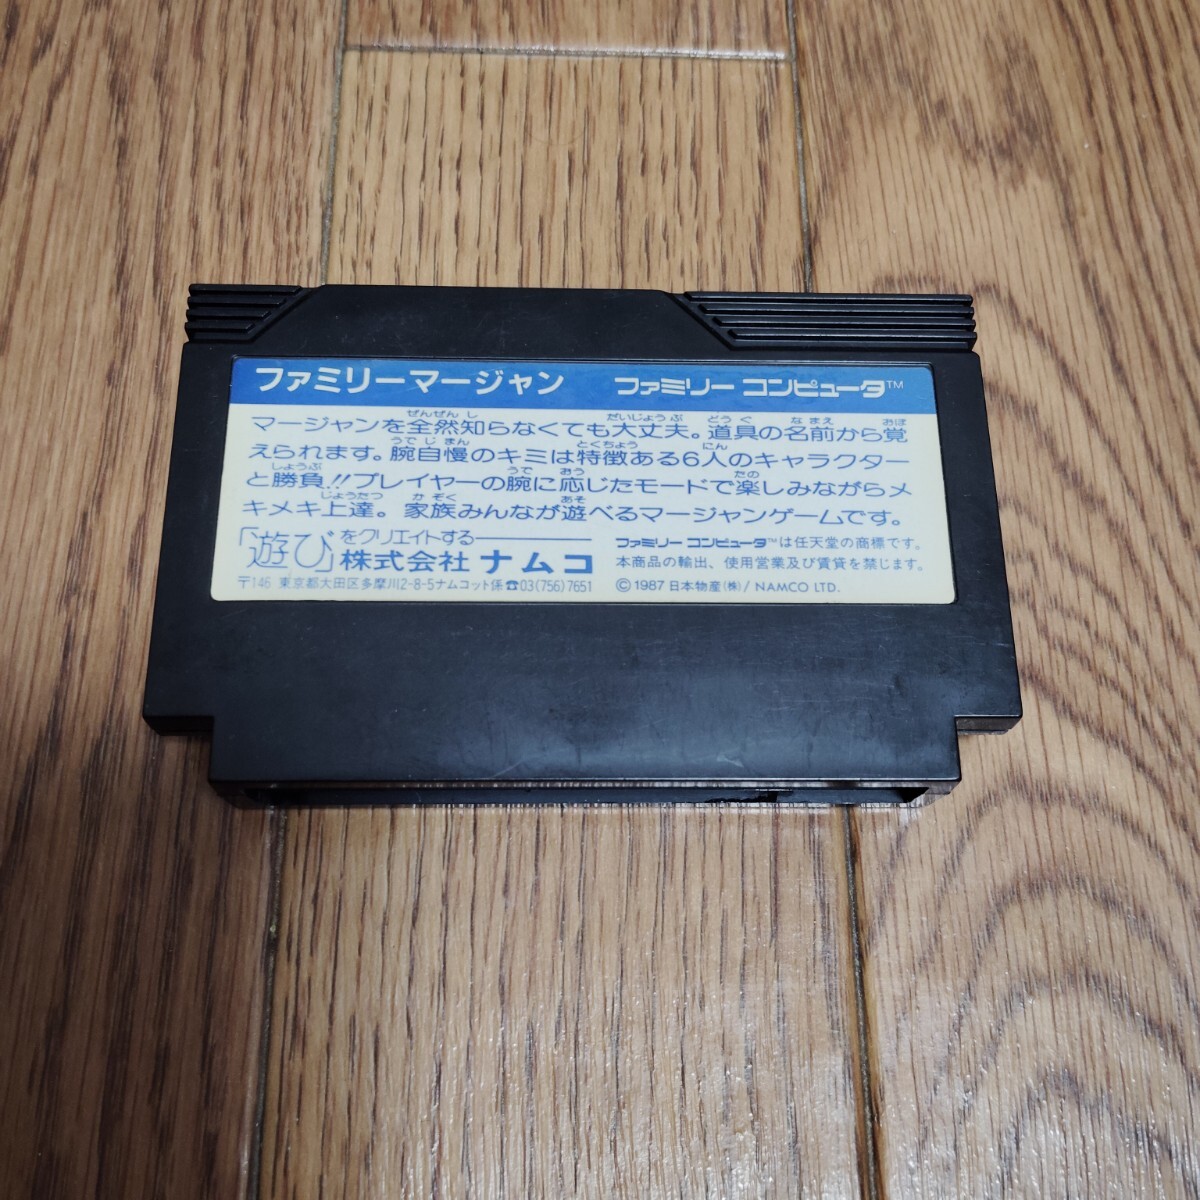 ファミリーマージャン ファミリー コンピュータ™
ぜんぜん し だいじょうぶ どうぐ なまえ おぼ
マージャンを全然知らなくても大丈夫。道具の名前から覚
うでじまん とくちょう にん
えられます。腕自慢のキミは特徴ある6人のキャラクター
しょうぶ うで おう たの
と勝負!!プレイヤーの腕に応じたモードで楽しみながらメ
じょうたつ かぞく あそ
キメキ上達。家族みんなが遊べるマージャンゲームです。
「遊び」をクリエイトする
株式会社 ナムコ
〒146 東京都大田区多摩川2-8-5ナムコット係☎03(756)7651
ファミリー コンピュータ™は任天堂の商標です。
本商品の輸出、使用営業及び賃貸を禁じます。
©1987 日本物産(株)/ NAMCO LTD.